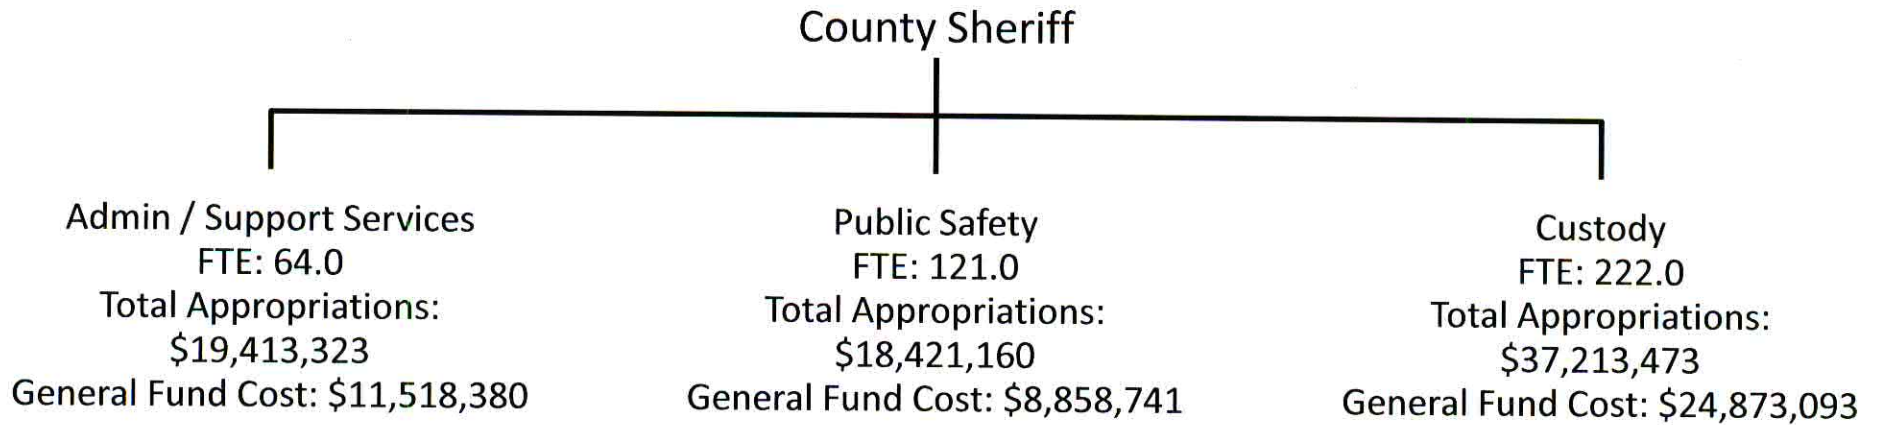 County Sheriff
Admin / Support Services
FTE: 64.0
Total Appropriations:
$19,413,323
General Fund Cost: $11,518,380
Public Safety
FTE: 121.0
Total Appropriations:
$18,421,160
General Fund Cost: $8,858,741
Custody
FTE: 222.0
Total Appropriations:
$37,213,473
General Fund Cost: $24,873,093